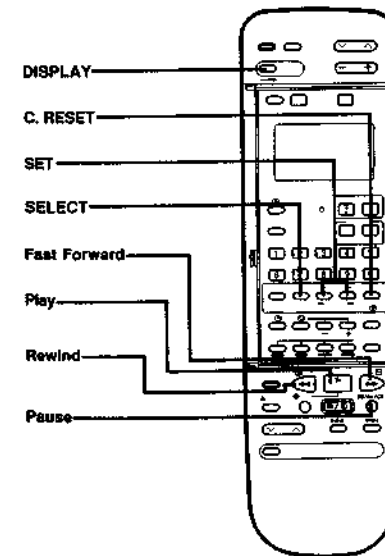 DISPLAY
C. RESET
SET
SELECT
Fast Forward
Play
Rewind
Pause